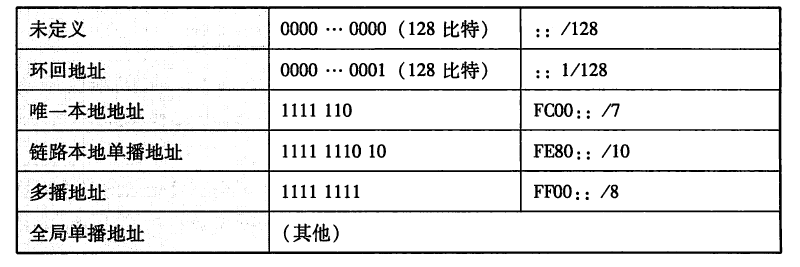 未定义 0000 … 0000 (128 比特) :: /128
环回地址 0000 … 0001 (128 比特) :: 1/128
唯一本地地址 1111 110 FC00:: /7
链路本地单播地址 1111 1110 10 FE80:: /10
多播地址 1111 1111 FF00:: /8
全局单播地址 (其他)